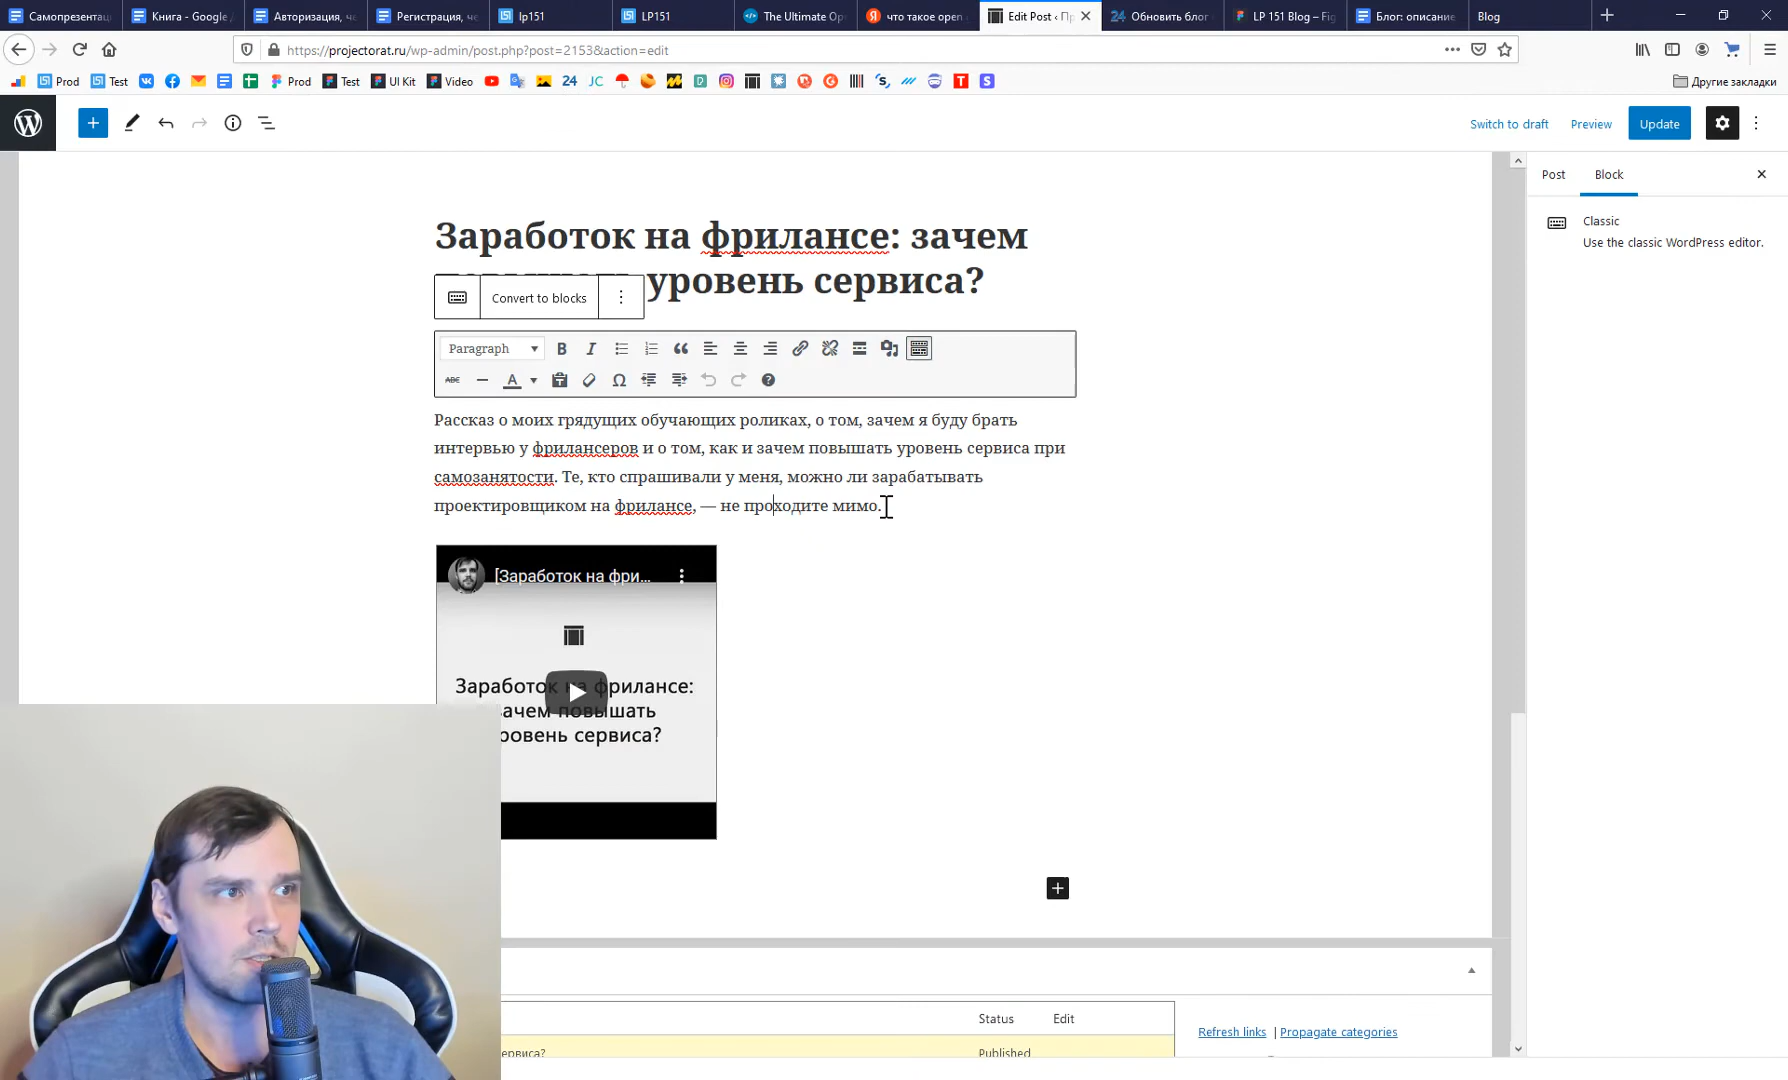 Самопрезентац
Книга - Google
Авторизация, че
Регистрация, че
lp151
LP151
The Ultimate Op
что такое open
Edit Post ‹ Пр
Обновить блог
LP 151 Blog – Fig
Блог: описание
Blog
https://projectorat.ru/wp-admin/post.php?post=2153&action=edit
Prod
Test
Prod
Test
UI Kit
Video
24
JC
Другие закладки
Switch to draft
Preview
Update
Post
Block
Classic
Use the classic WordPress editor.
Заработок на фрилансе: зачем
уровень сервиса?
Convert to blocks
Paragraph
Рассказ о моих грядущих обучающих роликах, о том, зачем я буду брать
интервью у фрилансеров и о том, как и зачем повышать уровень сервиса при
самозанятости. Те, кто спрашивали у меня, можно ли зарабатывать
проектировщиком на фрилансе, — не проходите мимо.
[Заработок на фри...
Заработок на фрилансе:
зачем повышать
уровень сервиса?
Status
Edit
Refresh links | Propagate categories
сервиса?
Published